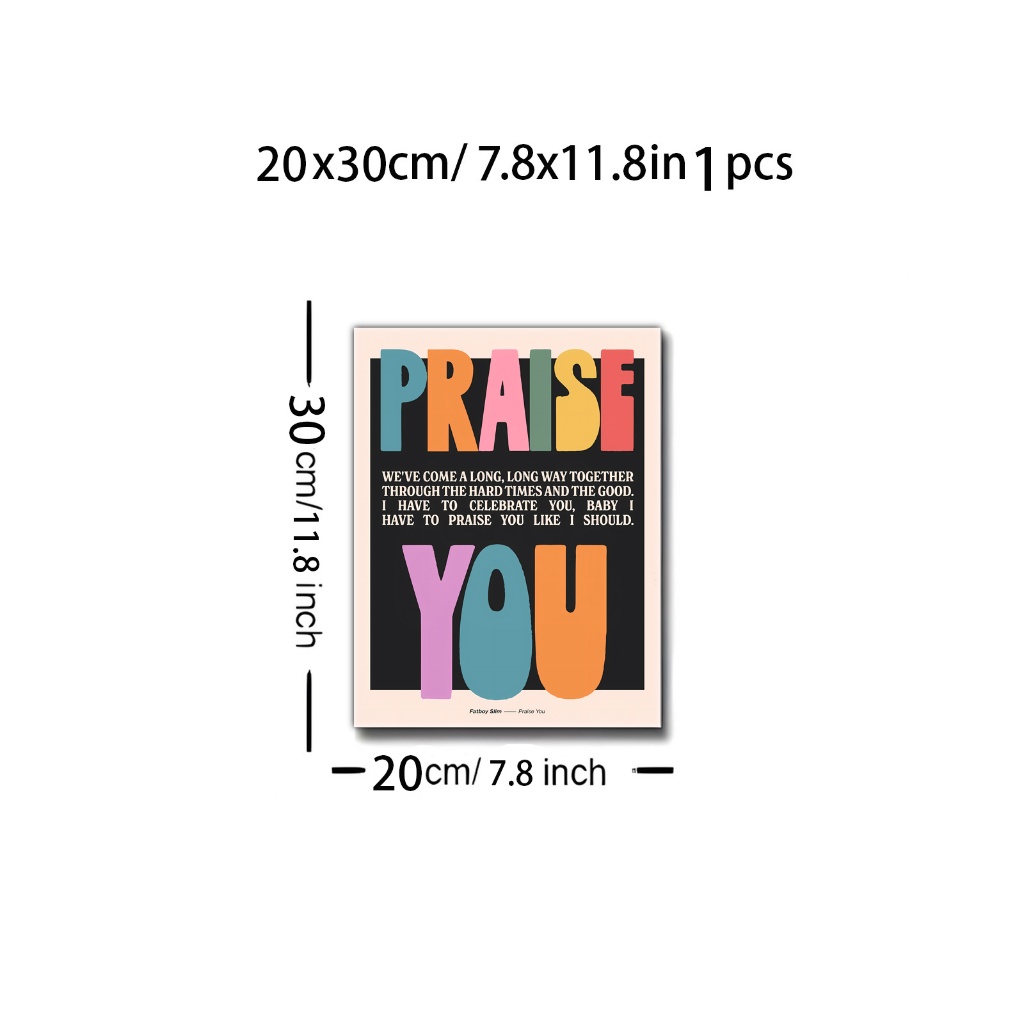 20x30cm/ 7.8x11.8in 1 pcs
30cm/11.8 inch
PRAISE
WE'VE COME A LONG, LONG WAY TOGETHER
THROUGH THE HARD TIMES AND THE GOOD.
I HAVE TO CELEBRATE YOU, BABY I
HAVE TO PRAISE YOU LIKE I SHOULD.
YOU
Fatboy Slim —— Praise You
20cm/ 7.8 inch